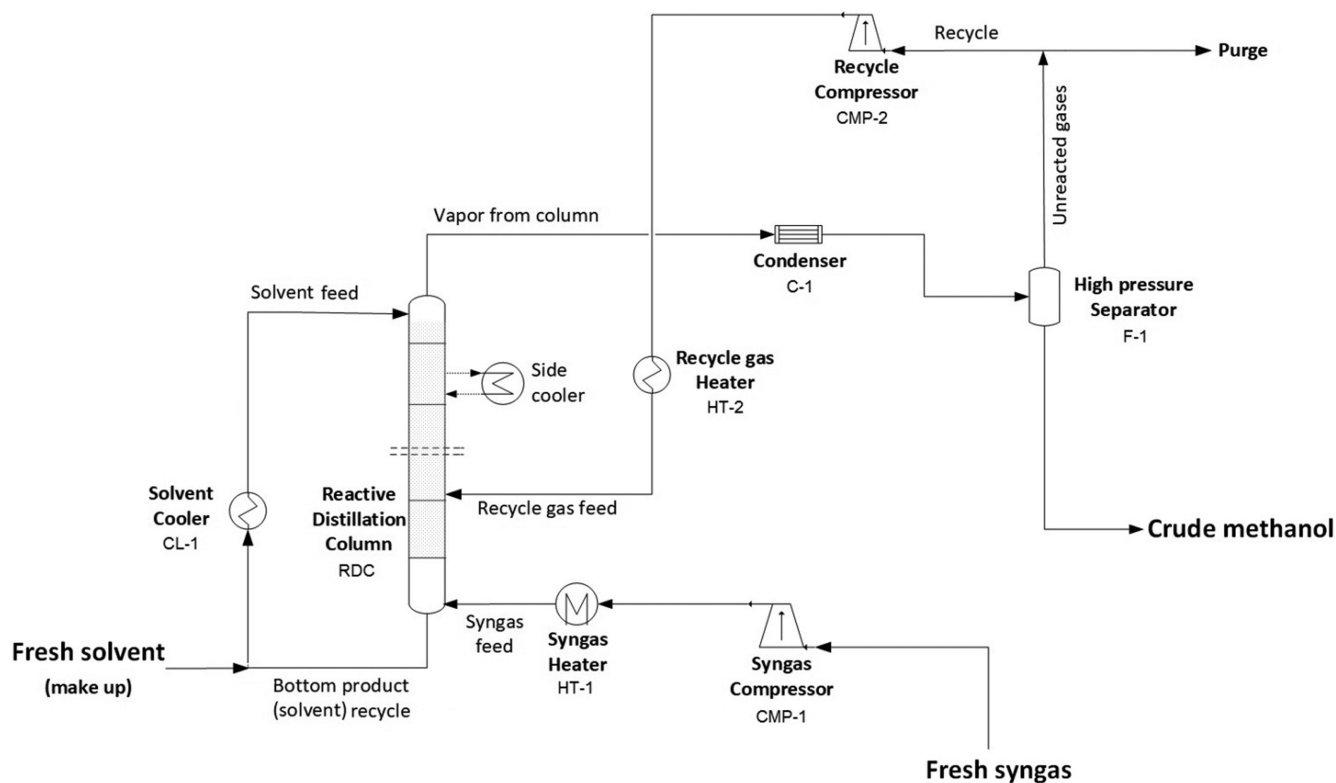 Recycle
Purge
Recycle
Compressor
CMP-2
Unreacted gases
Vapor from column
Condenser
C-1
High pressure
Separator
F-1
Solvent feed
Side
cooler
Recycle gas
Heater
HT-2
Solvent
Cooler
CL-1
Reactive
Distillation
Column
RDC
Recycle gas feed
Crude methanol
Syngas
feed
Syngas
Heater
HT-1
Syngas
Compressor
CMP-1
Fresh solvent
(make up)
Bottom product
(solvent) recycle
Fresh syngas